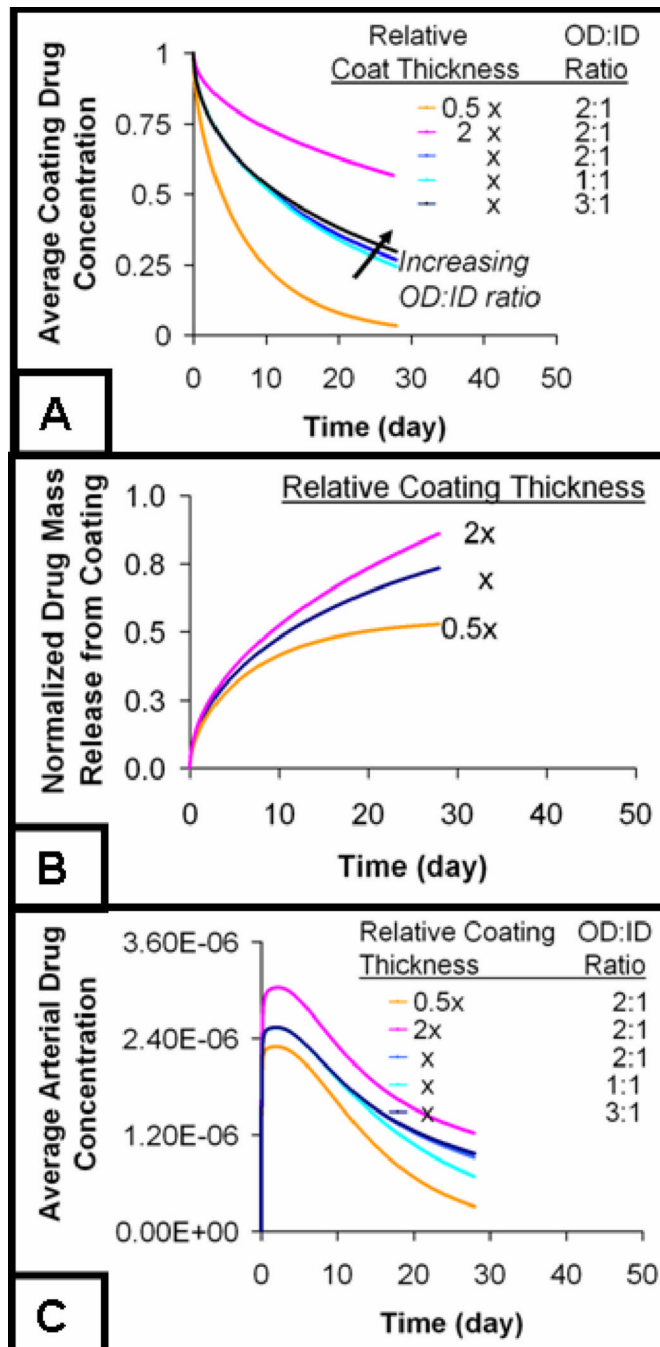 Average Coating Drug
Concentration
1
0.75
0.5
0.25
0
Relative OD:ID
Coat Thickness Ratio
0.5 x 2:1
2 x 2:1
x 2:1
x 1:1
x 3:1
Increasing
OD:ID ratio
0 10 20 30 40 50
Time (day)
A
Normalized Drug Mass
Release from Coating
1.0
0.8
0.5
0.3
0.0
Relative Coating Thickness
2x
x
0.5x
0 10 20 30 40 50
Time (day)
B
Average Arterial Drug
Concentration
3.60E-06
2.40E-06
1.20E-06
0.00E+00
Relative Coating OD:ID
Thickness Ratio
0.5x 2:1
2x 2:1
x 2:1
x 1:1
x 3:1
0 10 20 30 40 50
Time (day)
C